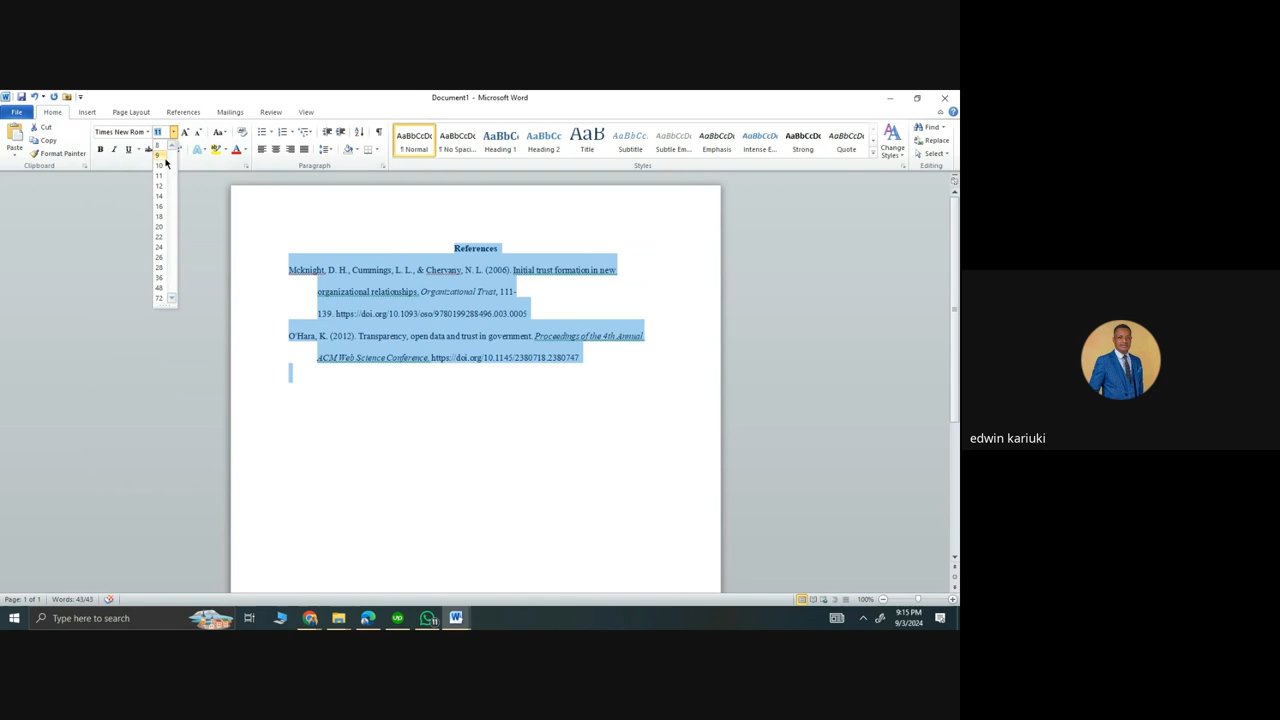 Document1 - Microsoft Word
File Home Insert Page Layout References Mailings Review View
Paste
Cut
Copy
Format Painter
Clipboard
Times New Rom 11
B I U
Aa
A
Paragraph
AaBbCcDc AaBbCcDc AaBbC AaBbCc AaB AaBbCc. AaBbCcDc AaBbCcDc AaBbCcDc AaBbCcDc AaBbCcDc
¶ Normal ¶ No Spaci... Heading 1 Heading 2 Title Subtitle Subtle Em... Emphasis Intense E... Strong Quote
Change
Styles
Styles
Find
Replace
Select
Editing
8
9
10
11
12
14
16
18
20
22
24
26
28
36
48
72
References
Mcknight, D. H., Cummings, L. L., & Chervany, N. L. (2006). Initial trust formation in new
organizational relationships. Organizational Trust, 111-
139. https://doi.org/10.1093/oso/9780199288496.003.0005
O'Hara, K. (2012). Transparency, open data and trust in government. Proceedings of the 4th Annual
ACM Web Science Conference. https://doi.org/10.1145/2380718.2380747
edwin kariuki
Page: 1 of 1 Words: 43/43
100%
Type here to search
9:15 PM
9/3/2024